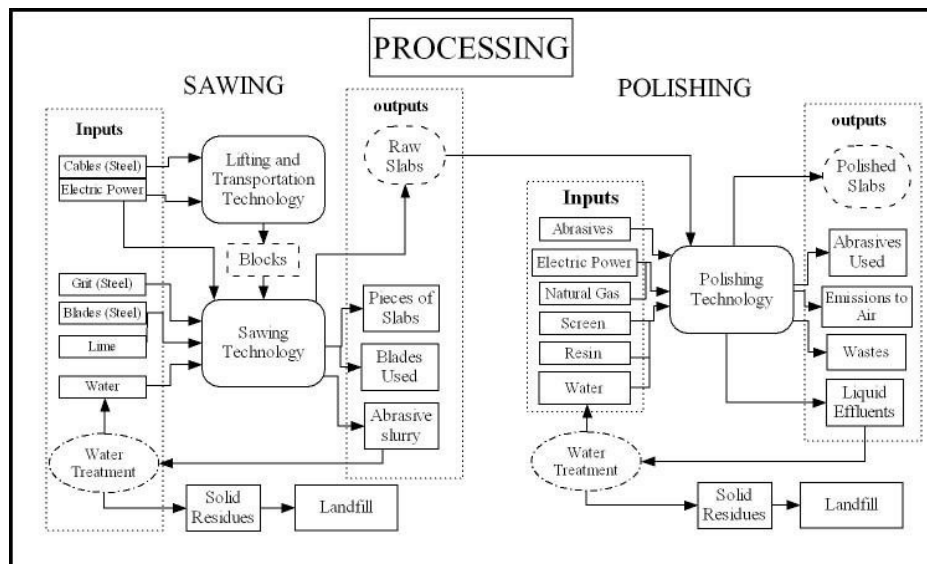 PROCESSING
SAWING
Inputs
Cables (Steel)
Electric Power
Lifting and
Transportation
Technology
Blocks
Grit (Steel)
Blades (Steel)
Lime
Water
Sawing
Technology
Water
Treatment
Solid
Residues
Landfill
outputs
Raw
Slabs
Pieces of
Slabs
Blades
Used
Abrasive
slurry
POLISHING
Inputs
Abrasives
Electric Power
Natural Gas
Screen
Resin
Water
Polishing
Technology
Water
Treatment
Solid
Residues
Landfill
outputs
Polished
Slabs
Abrasives
Used
Emissions to
Air
Wastes
Liquid
Effluents